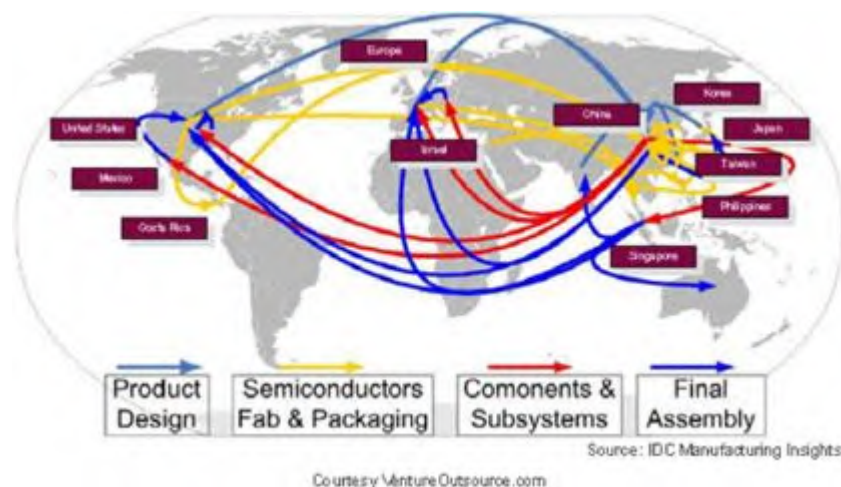 Europe
Korea
United States
China
Japan
Israel
Taiwan
Mexico
Philippines
Costa Rica
Singapore
Product
Design
Semiconductors
Fab & Packaging
Comonents &
Subsystems
Final
Assembly
Source: IDC Manufacturing Insights
Courtesy VentureOutsource.com